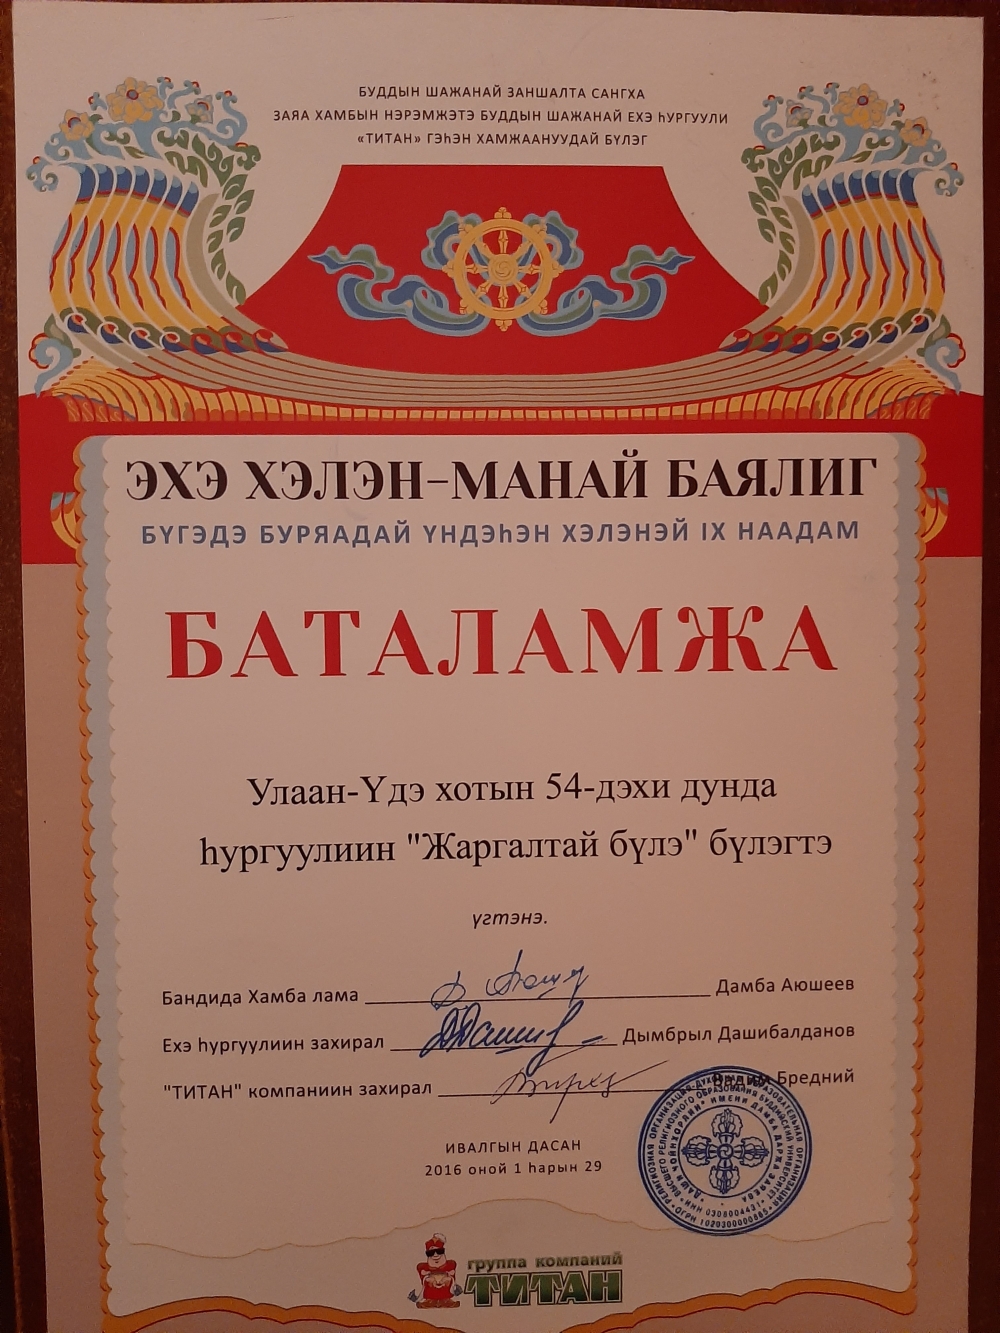 БУДДЫН ШАЖАНАЙ ЗАНШАЛТА САНГХА
ЗАЯА ХАМБЫН НЭРЭМЖЭТЭ БУДДЫН ШАЖАНАЙ ЕХЭ һУРГУУЛИ
«ТИТАН» ГЭҺЭН ХАМЖААНУУДАЙ БҮЛЭГ
ЭХЭ ХЭЛЭН–МАНАЙ БАЯЛИГ
БҮГЭДЭ БУРЯАДАЙ ҮНДЭҺЭН ХЭЛЭНЭЙ IX НААДАМ
БАТАЛАМЖА
Улаан-Үдэ хотын 54-дэхи дунда
һургуулиин "Жаргалтай бүлэ" бүлэгтэ
үгтэнэ.
Бандида Хамба лама Дамба Аюшеев
Ехэ һургуулиин захирал Дымбрыл Дашибалданов
"ТИТАН" компаниин захирал Вадим Бредний
ИВАЛГЫН ДАСАН
2016 оной 1 һарын 29
группа компаний
ТИТАН